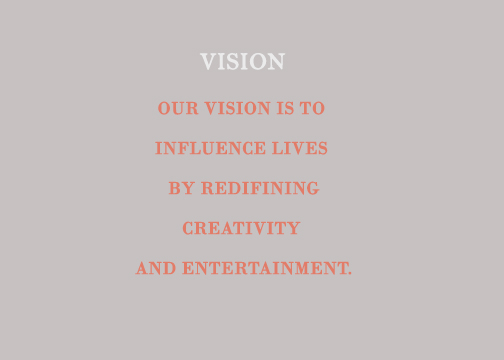 VISION
OUR VISION IS TO
INFLUENCE LIVES
BY REDIFINING
CREATIVITY
AND ENTERTAINMENT.